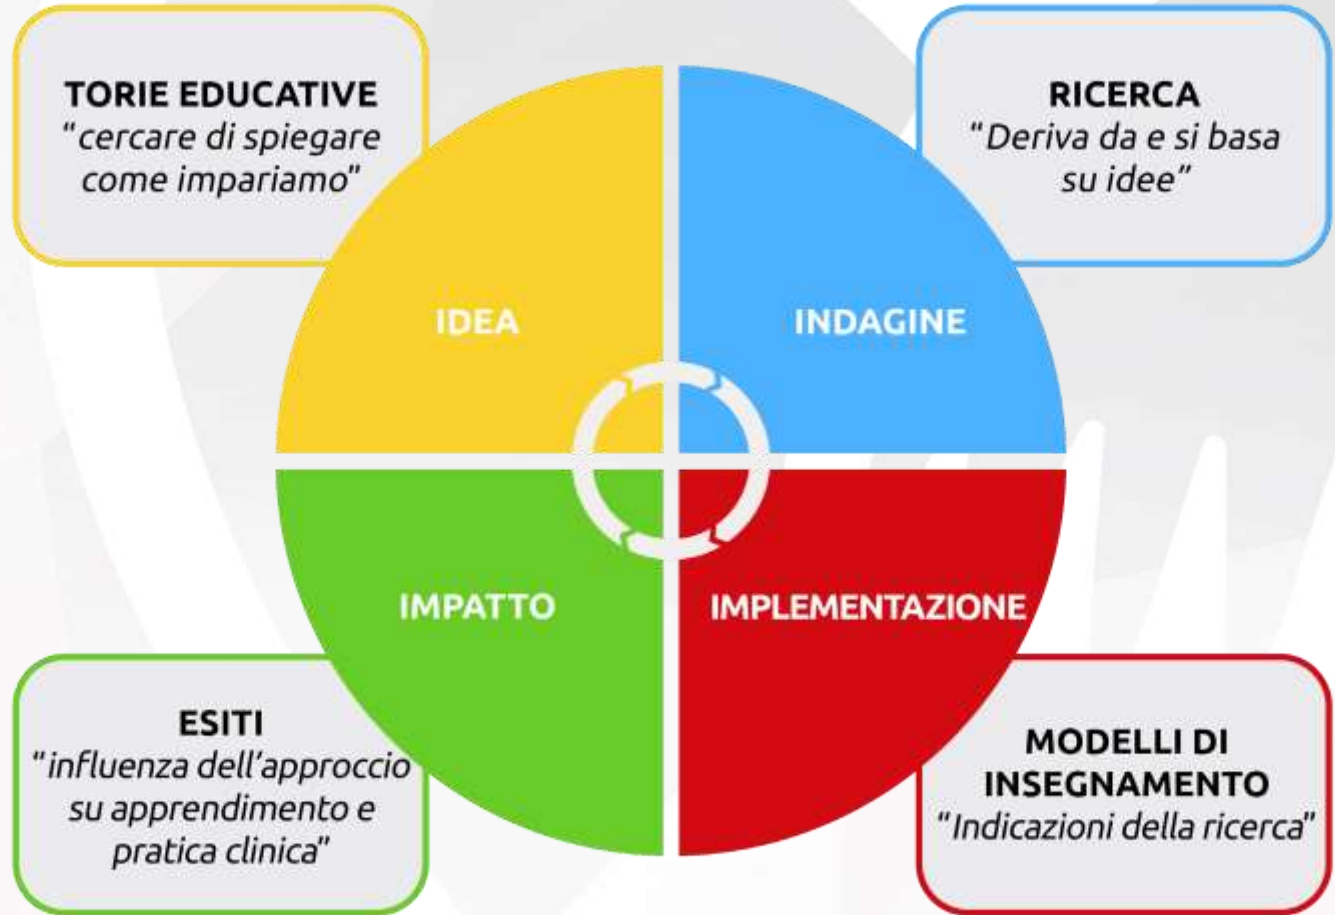 TORIE EDUCATIVE
"cercare di spiegare
come impariamo"
RICERCA
"Deriva da e si basa
su idee"
IDEA
INDAGINE
IMPATTO
IMPLEMENTAZIONE
ESITI
"influenza dell'approccio
su apprendimento e
pratica clinica"
MODELLI DI
INSEGNAMENTO
"Indicazioni della ricerca"